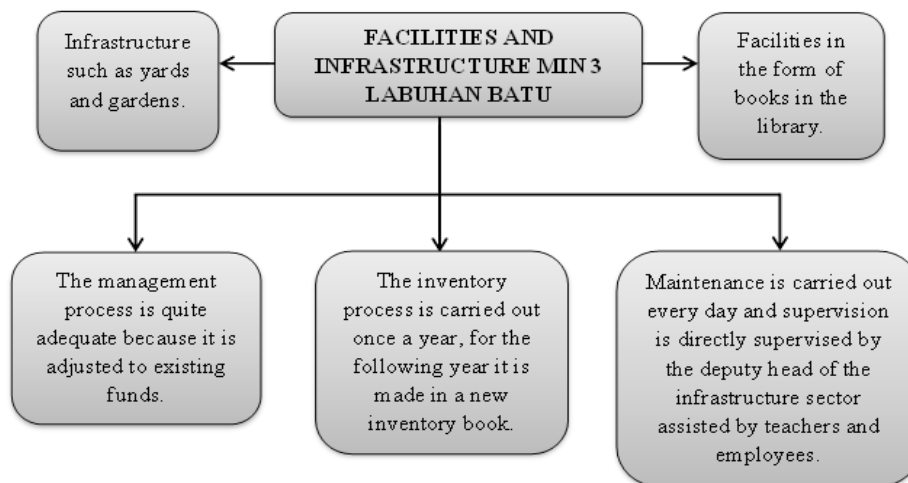 Infrastructure
such as yards
and gardens.
FACILITIES AND
INFRASTRUCTURE MIN 3
LABUHAN BATU
Facilities in
the form of
books in the
library.
The management
process is quite
adequate because it is
adjusted to existing
funds.
The inventory
process is carried out
once a year, for the
following year it is
made in a new
inventory book.
Maintenance is carried out
every day and supervision
is directly supervised by
the deputy head of the
infrastructure sector
assisted by teachers and
employees.